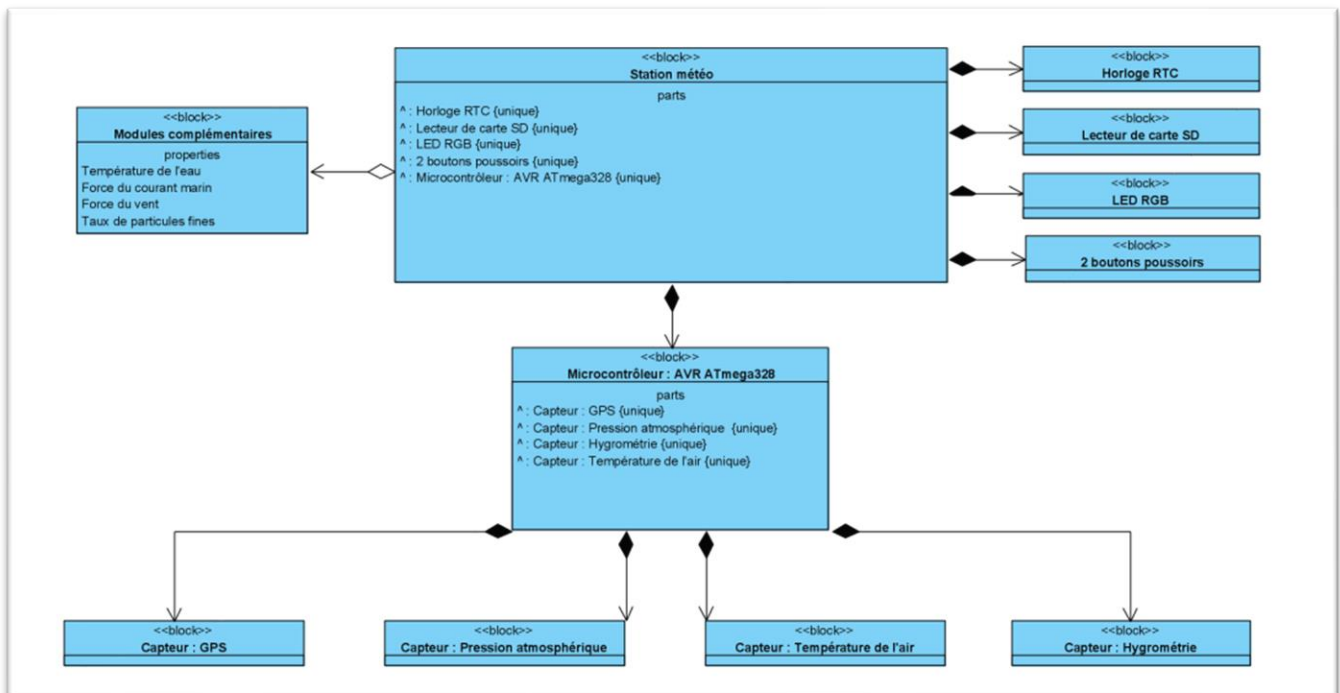 <<block>>
Station météo
parts
^ : Horloge RTC {unique}
^ : Lecteur de carte SD {unique}
^ : LED RGB {unique}
^ : 2 boutons poussoirs {unique}
^ : Microcontrôleur : AVR ATmega328 {unique}
<<block>>
Modules complémentaires
properties
Température de l'eau
Force du courant marin
Force du vent
Taux de particules fines
<<block>>
Horloge RTC
<<block>>
Lecteur de carte SD
<<block>>
LED RGB
<<block>>
2 boutons poussoirs
<<block>>
Microcontrôleur : AVR ATmega328
parts
^ : Capteur : GPS {unique}
^ : Capteur : Pression atmosphérique  {unique}
^ : Capteur : Hygrométrie {unique}
^ : Capteur : Température de l'air {unique}
<<block>>
Capteur : GPS
<<block>>
Capteur : Pression atmosphérique
<<block>>
Capteur : Température de l'air
<<block>>
Capteur : Hygrométrie